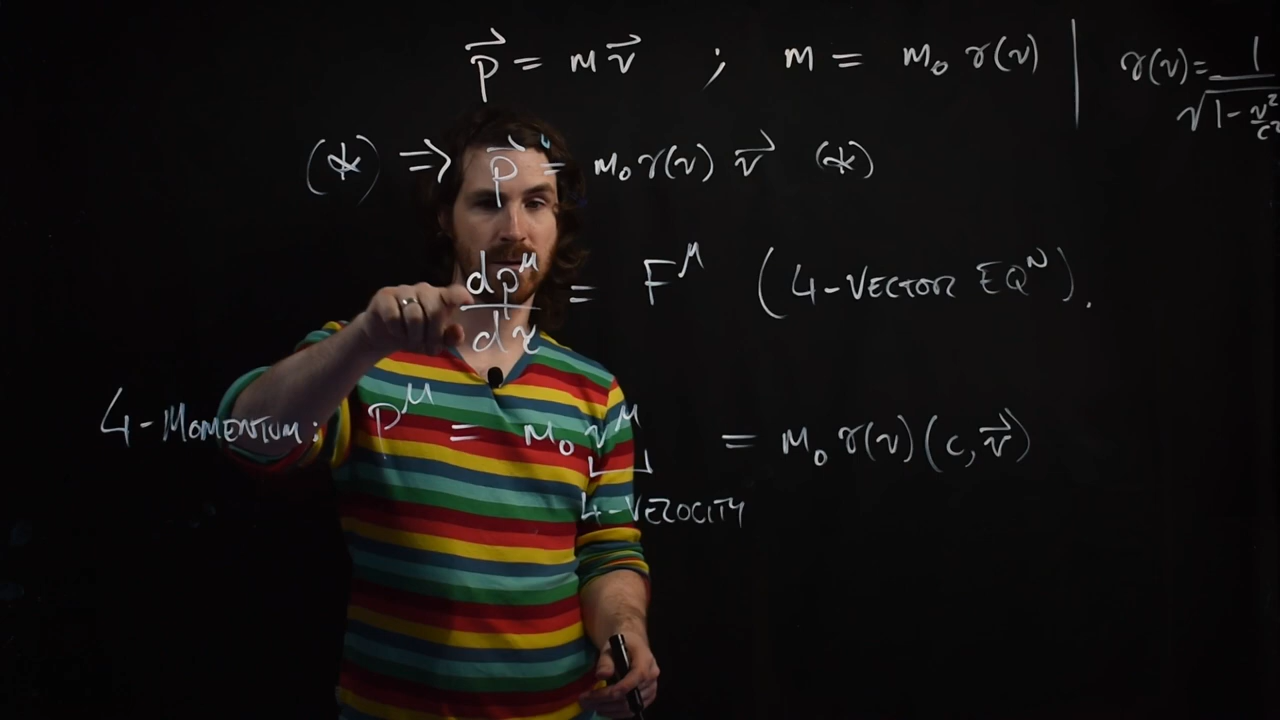 p⃗ = m v⃗ ; m = m₀ γ(v) | γ(v) = 1/√(1 - v²/c²)
(*) ⇒ p⃗ = m₀ γ(v) v⃗ (*)
dp^μ/dτ = F^μ (4-VECTOR EQ^N).
4-MOMENTUM: P^μ = m₀ v^μ = m₀ γ(v) (c, v⃗)
4-VELOCITY